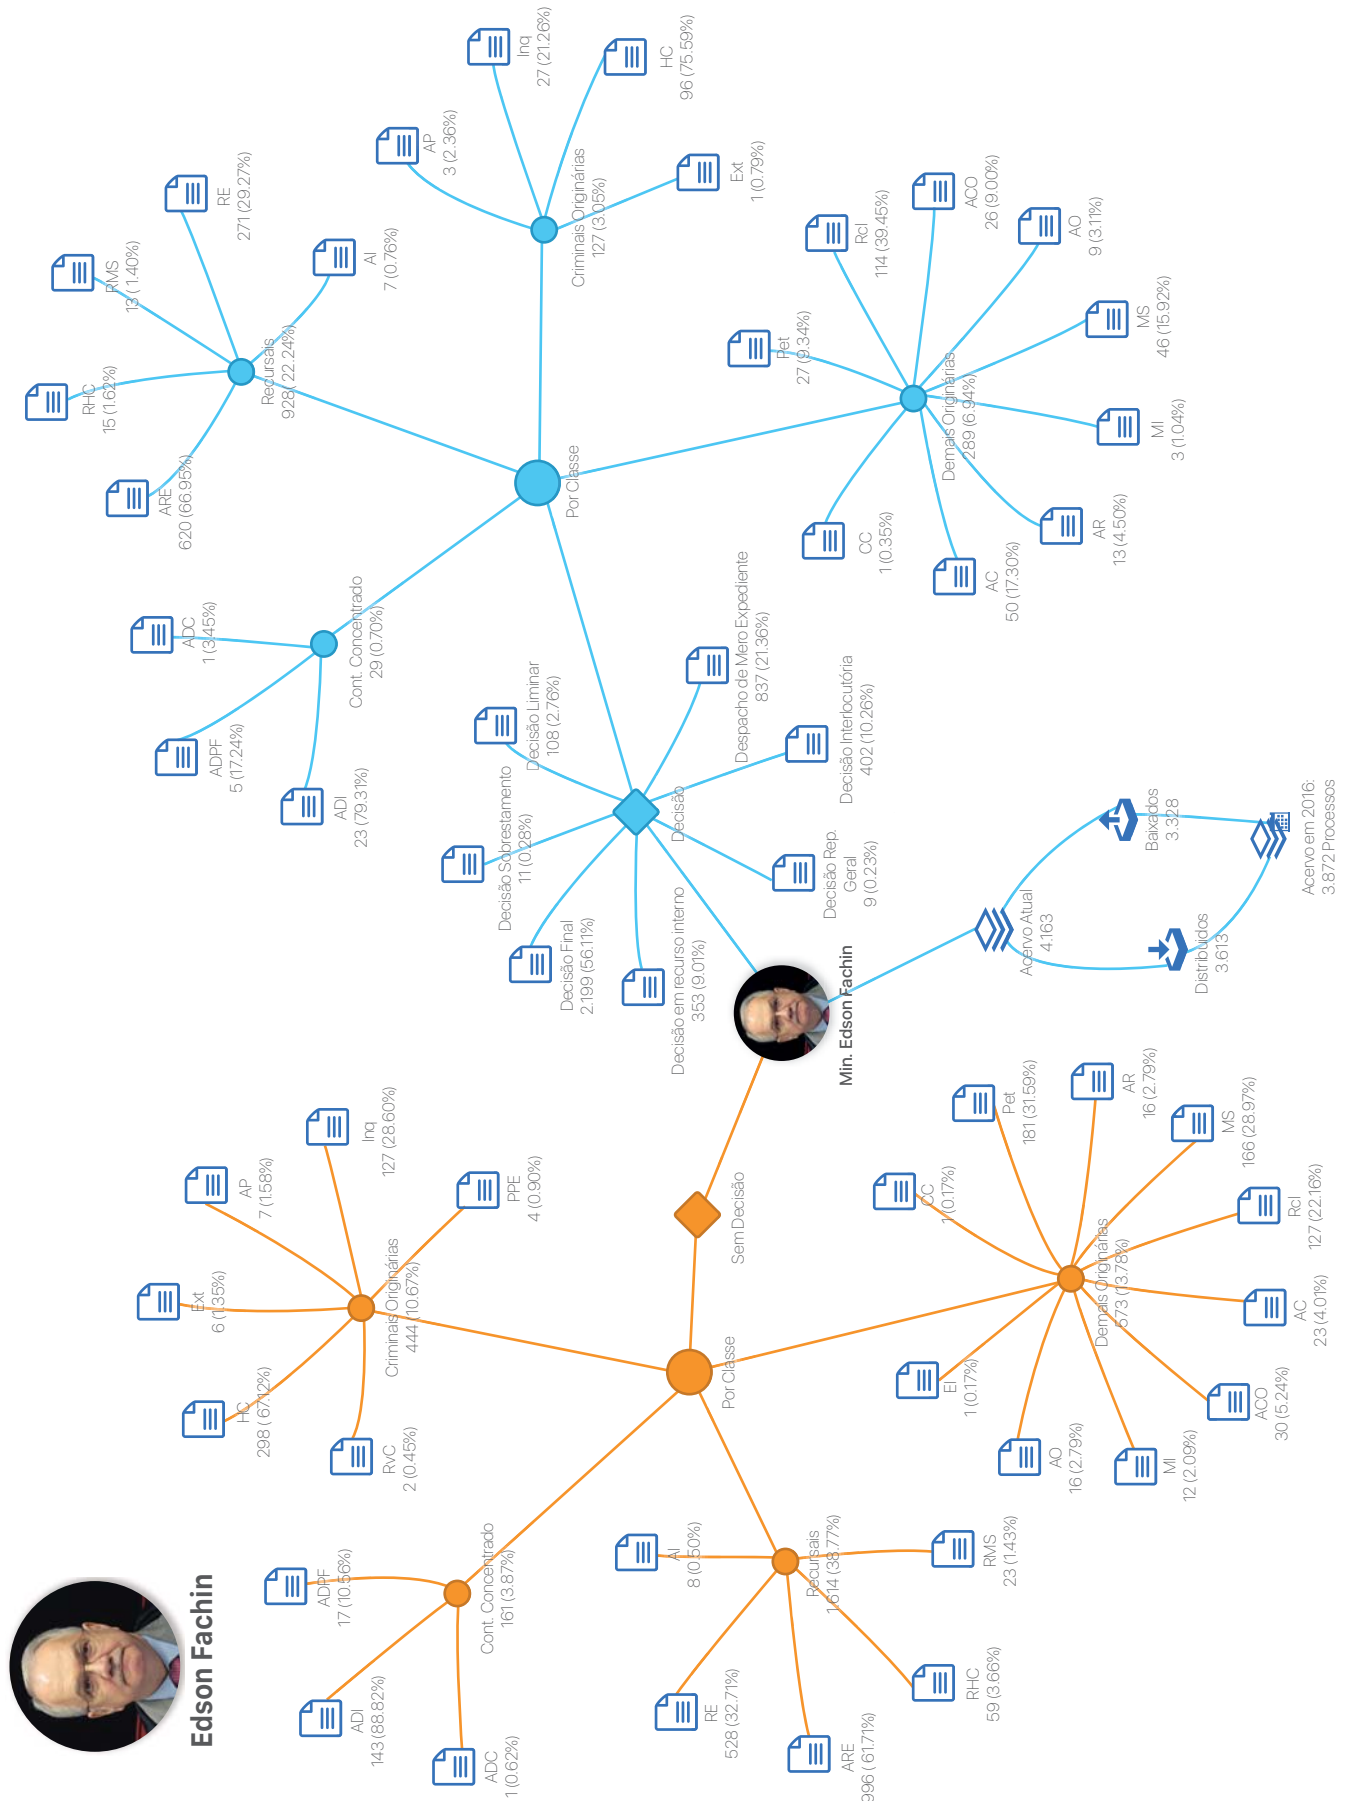 Edson Fachin
ADPF
17 (10.56%)
ADI
143 (88.82%)
ADC
1 (0.62%)
Cont. Concentrado
161 (3.87%)
HC
298 ( 67.12%)
Ext
6 (1.35%)
AP
7 (1.58%)
Inq
127 (28.60%)
PPE
4 (0.90%)
RvC
2 (0.45%)
Criminais Originárias
444 (10.67%)
AI
8 (0.50%)
RE
528 (32.71%)
ARE
996 ( 61.71%)
RHC
59 (3.66%)
RMS
23 (1.43%)
Recursais
1.614 (38.77%)
Por Classe
Sem Decisão
CC
1 (0.17%)
Pet
181 (31.59%)
AR
16 (2.79%)
MS
166 (28.97%)
Rcl
127 (22.16%)
AC
23 (4.01%)
ACO
30 (5.24%)
MI
12 (2.09%)
AO
16 (2.79%)
EI
1 (0.17%)
Demais Originárias
573 (13.78%)
Min. Edson Fachin
Acervo Atual
4.163
Distribuídos
3.613
Baixados
3.328
Acervo em 2016:
3.872 Processos
Decisão
Decisão Final
2.199 (56.11%)
Decisão Sobrestamento
11 (0.28%)
Decisão Liminar
108 (2.76%)
Despacho de Mero Expediente
837 (21.36%)
Decisão Interlocutória
402 (10.26%)
Decisão Rep.
Geral
9 (0.23%)
Decisão em recurso interno
353 (9.01%)
Por Classe
ADI
23 (79.31%)
ADPF
5 (17.24%)
ADC
1 (3.45%)
Cont. Concentrado
29 (0.70%)
ARE
620 (66.95%)
RHC
15 (1.62%)
RMS
13 ( 1.40%)
RE
271 (29.27%)
AI
7 (0.76%)
Recursais
928( 22.24%)
AP
3 (2.36%)
Inq
27 (21.26%)
HC
96 (75.59%)
Ext
1 (0.79%)
Criminais Originárias
127 (3.05%)
CC
1 (0.35%)
Pet
27 (9.34%)
Rcl
114 (39.45%)
ACO
26 (9.00%)
AO
9 (3.11%)
MS
46 (15.92%)
MI
3 (1.04%)
AR
13 (4.50%)
AC
50 (17.30%)
Demais Originárias
289 (6.94%)